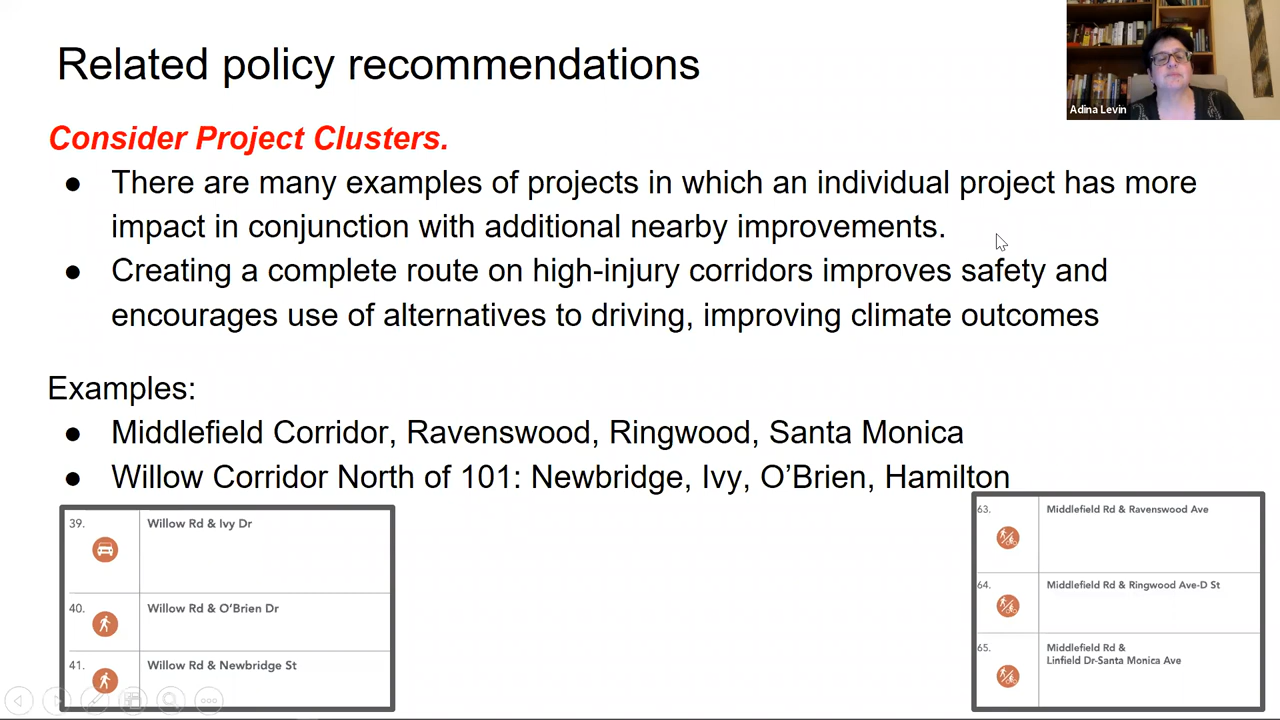 Related policy recommendations
Adina Levin
Consider Project Clusters.
● There are many examples of projects in which an individual project has more
impact in conjunction with additional nearby improvements.
● Creating a complete route on high-injury corridors improves safety and
encourages use of alternatives to driving, improving climate outcomes
Examples:
● Middlefield Corridor, Ravenswood, Ringwood, Santa Monica
● Willow Corridor North of 101: Newbridge, Ivy, O’Brien, Hamilton
39. Willow Rd & Ivy Dr
40. Willow Rd & O’Brien Dr
41. Willow Rd & Newbridge St
63. Middlefield Rd & Ravenswood Ave
64. Middlefield Rd & Ringwood Ave-D St
65. Middlefield Rd &
Linfield Dr-Santa Monica Ave